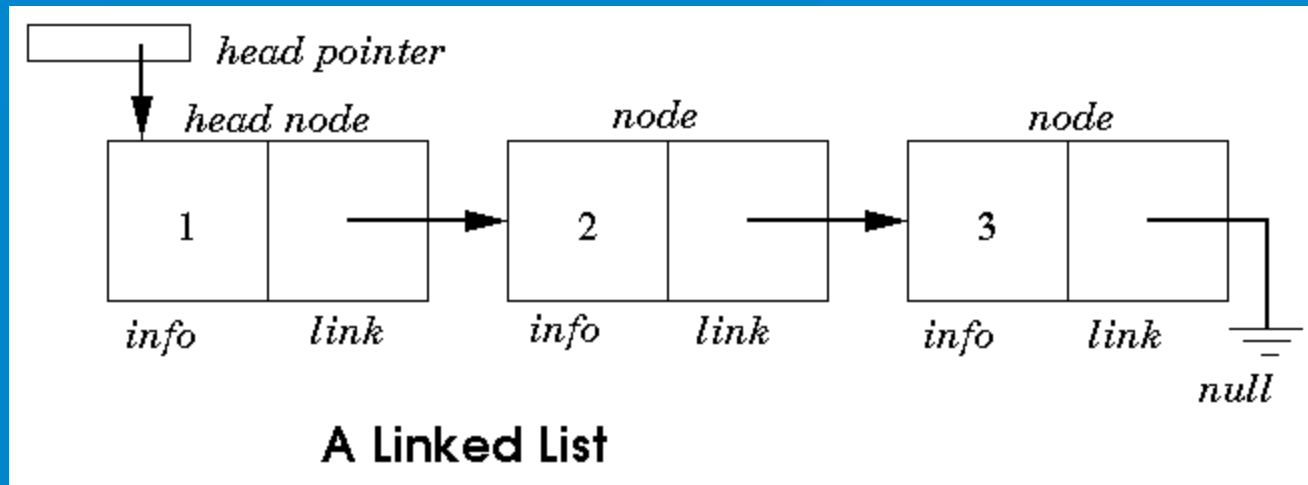 head pointer
head node
node
node
1
2
3
info
link
info
link
info
link
null
A Linked List